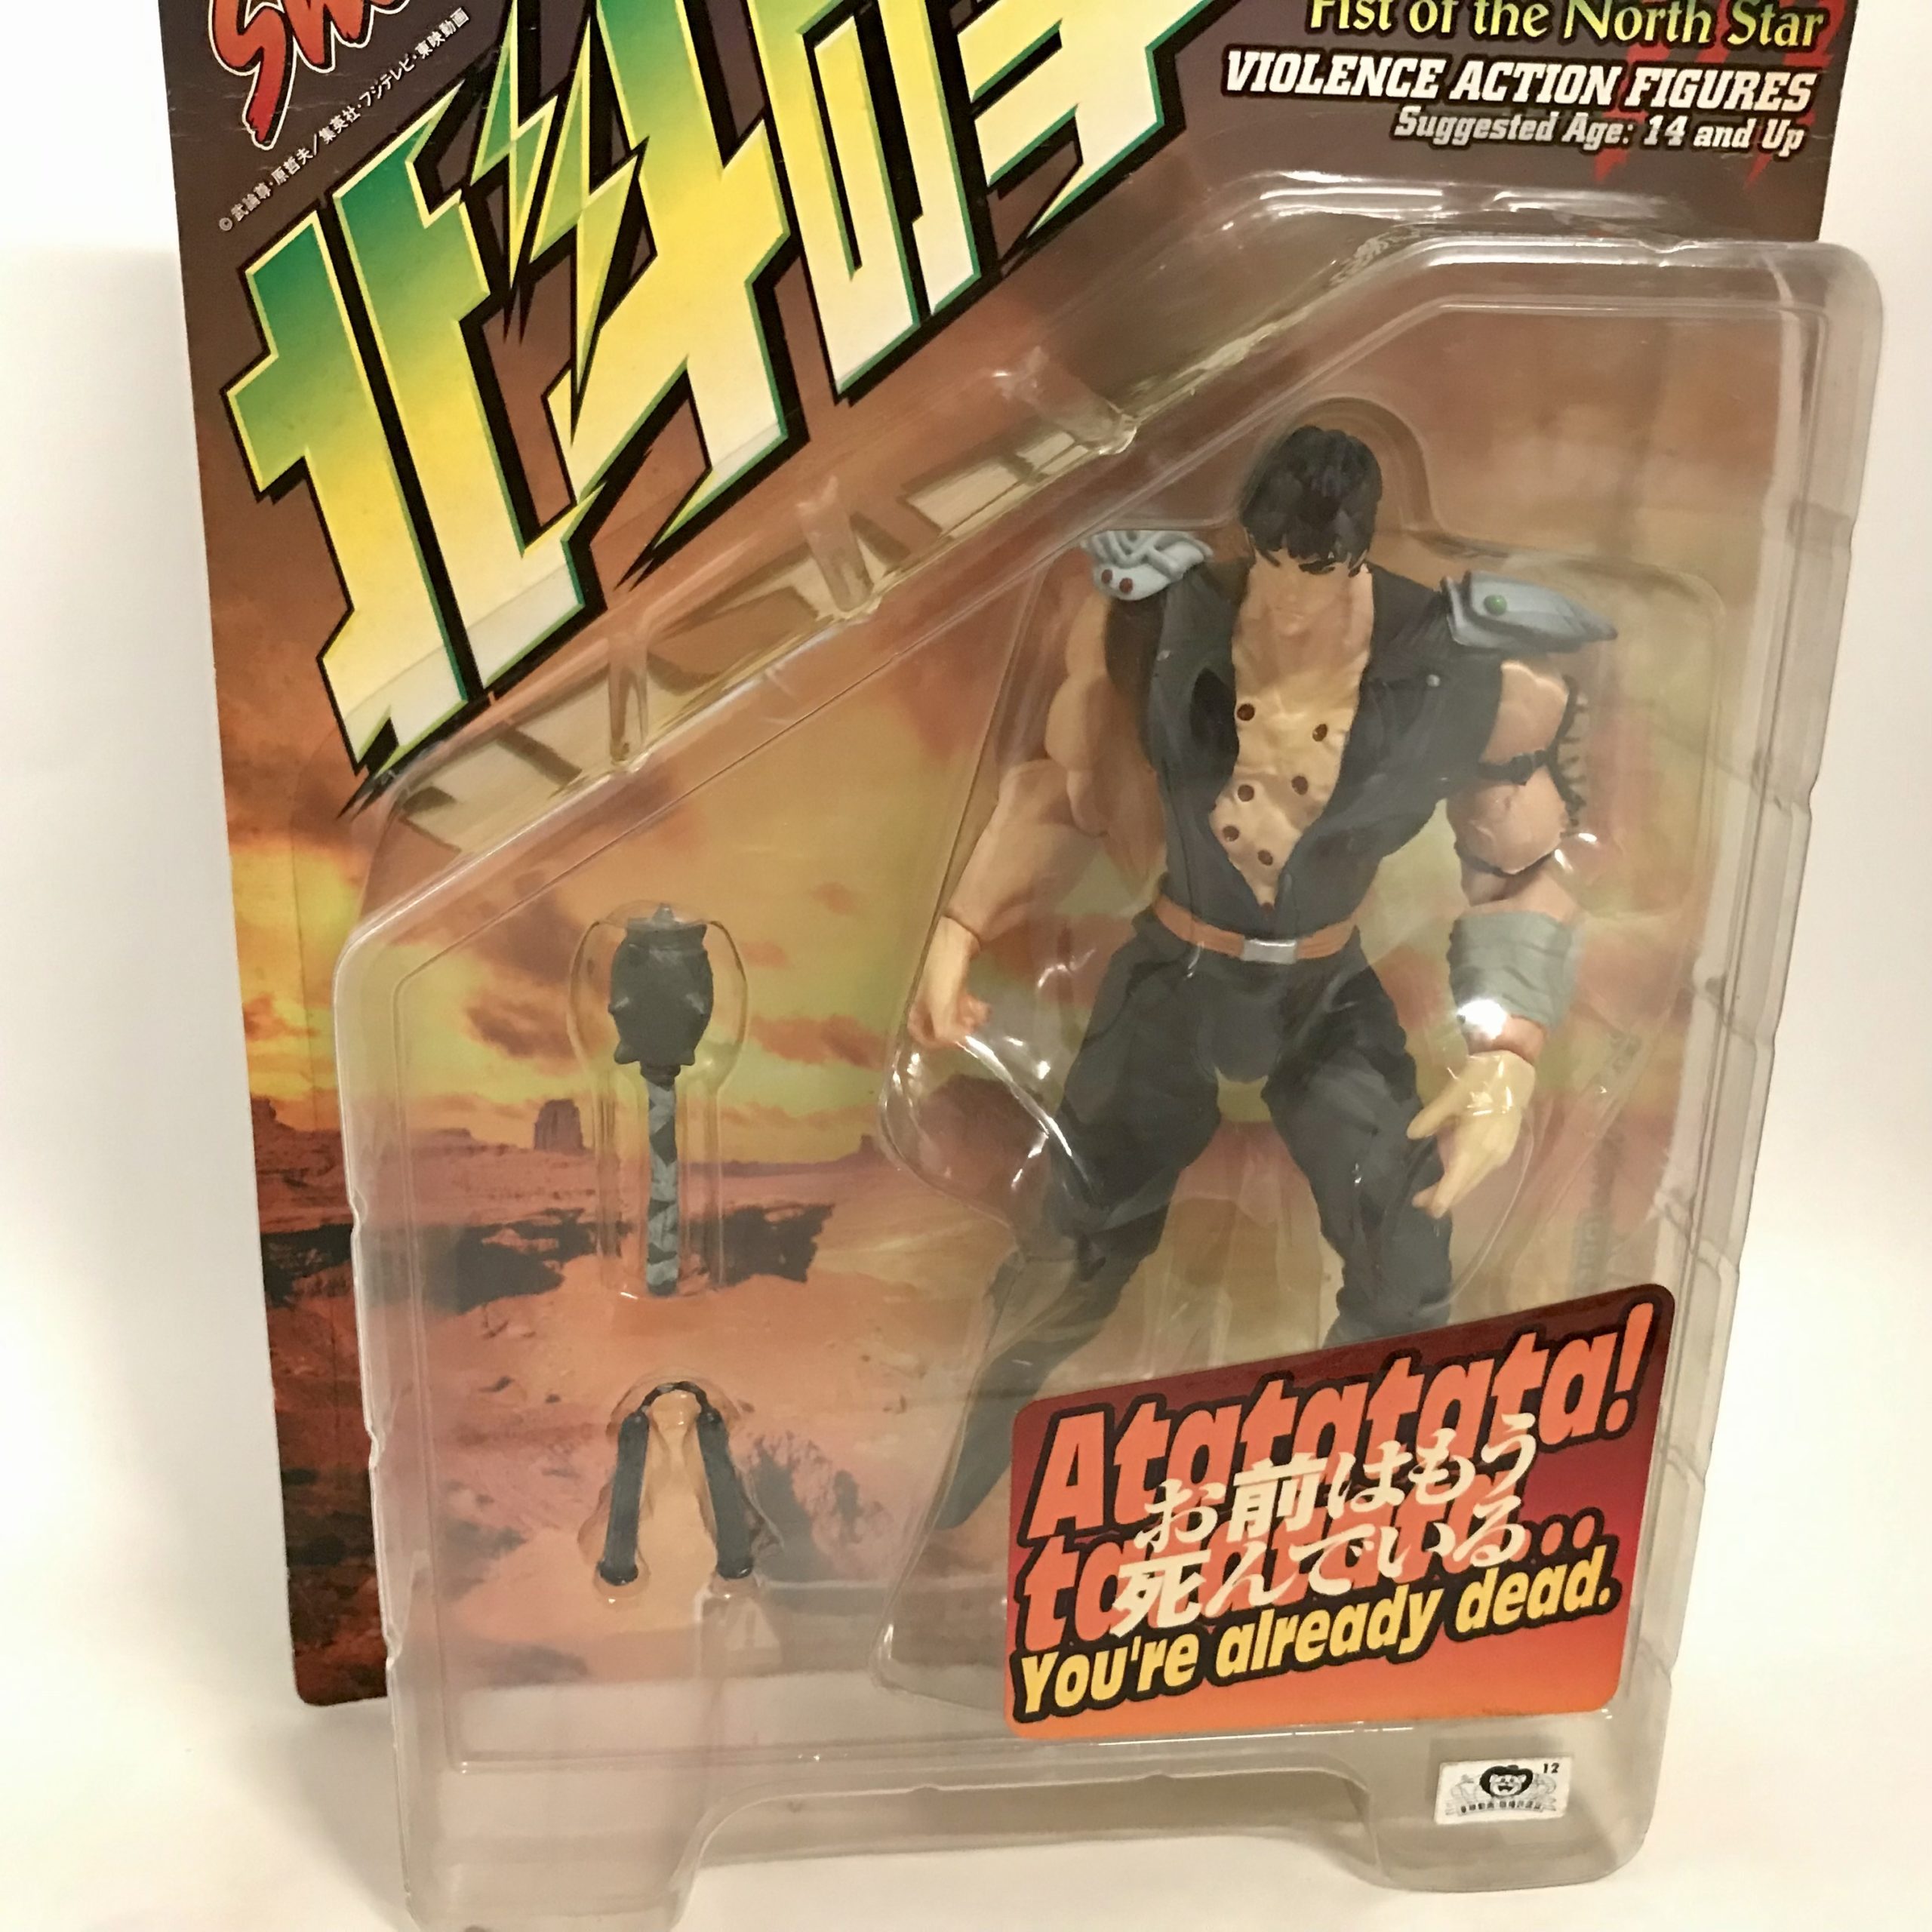 Fist of the North Star
VIOLENCE ACTION FIGURES
Suggested Age: 14 and Up
© 武論尊・原哲夫/集英社・フジテレビ・東映動画
北斗の拳
Atatatata!
お前はもう
死んでいる
You're already dead.
12